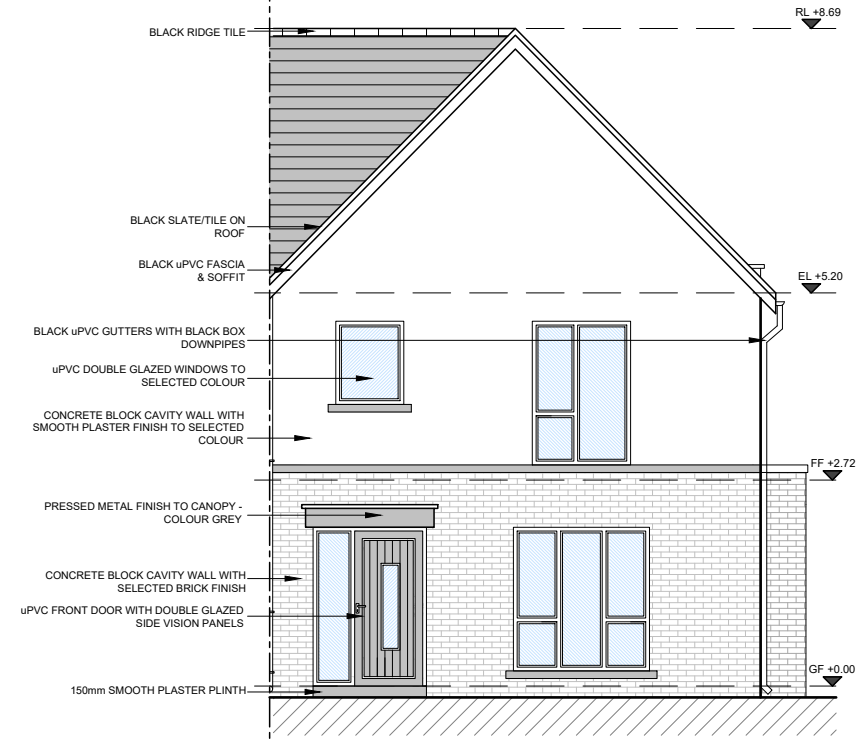 RL +8.69
BLACK RIDGE TILE
BLACK SLATE/TILE ON
ROOF
BLACK uPVC FASCIA
& SOFFIT
EL +5.20
BLACK uPVC GUTTERS WITH BLACK BOX
DOWNPIPES
uPVC DOUBLE GLAZED WINDOWS TO
SELECTED COLOUR
CONCRETE BLOCK CAVITY WALL WITH
SMOOTH PLASTER FINISH TO SELECTED
COLOUR
FF +2.72
PRESSED METAL FINISH TO CANOPY -
COLOUR GREY
CONCRETE BLOCK CAVITY WALL WITH
SELECTED BRICK FINISH
uPVC FRONT DOOR WITH DOUBLE GLAZED
SIDE VISION PANELS
GF +0.00
150mm SMOOTH PLASTER PLINTH